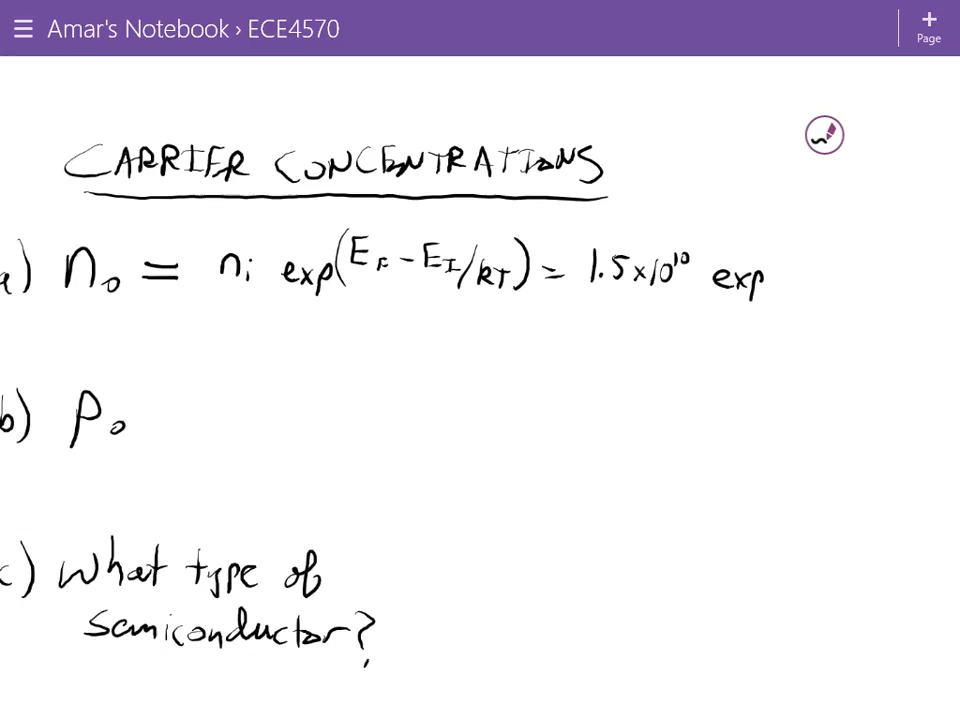 Amar's Notebook › ECE4570
Page
CARRIER CONCENTRATIONS
a) n₀ = nᵢ exp(E_F - E_I/kT) = 1.5×10¹⁰ exp
b) p₀
c) What type of
semiconductor?